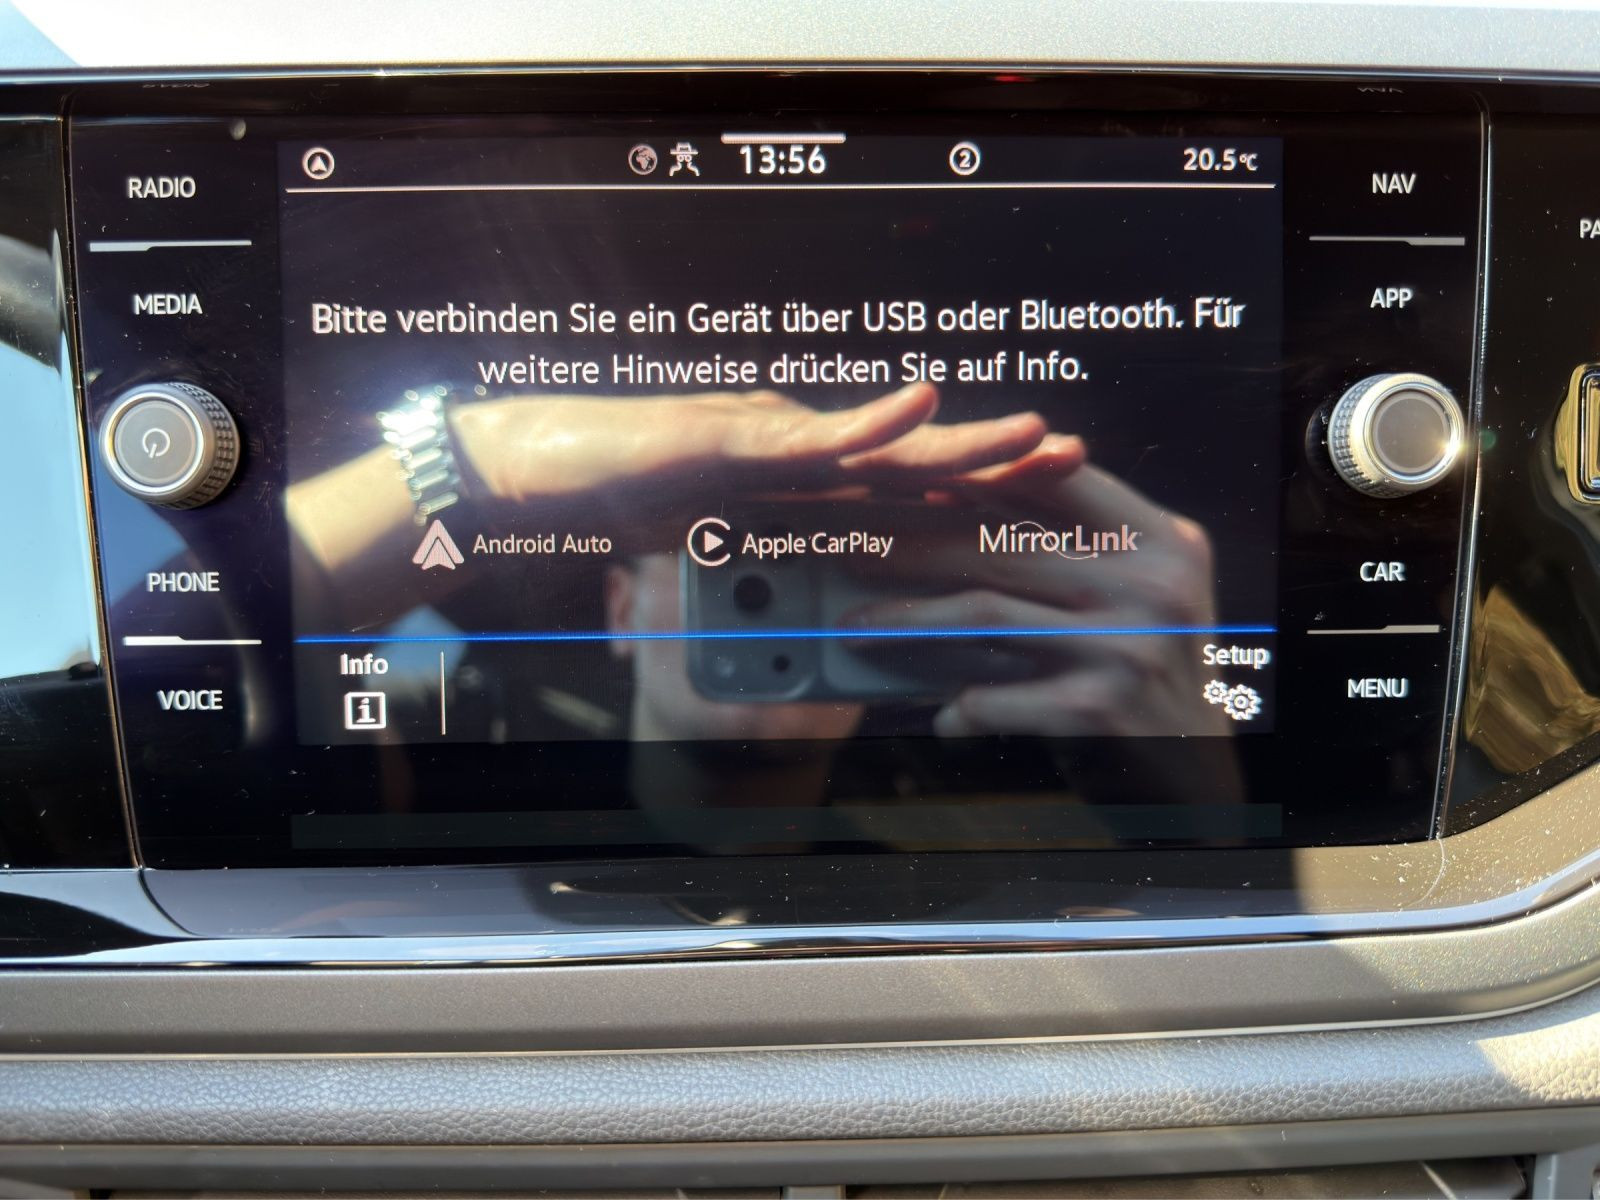 RADIO
MEDIA
PHONE
VOICE
13:56
2
20.5°C
Bitte verbinden Sie ein Gerät über USB oder Bluetooth. Für
weitere Hinweise drücken Sie auf Info.
Android Auto
Apple CarPlay
MirrorLink
Info
i
Setup
NAV
APP
CAR
MENU